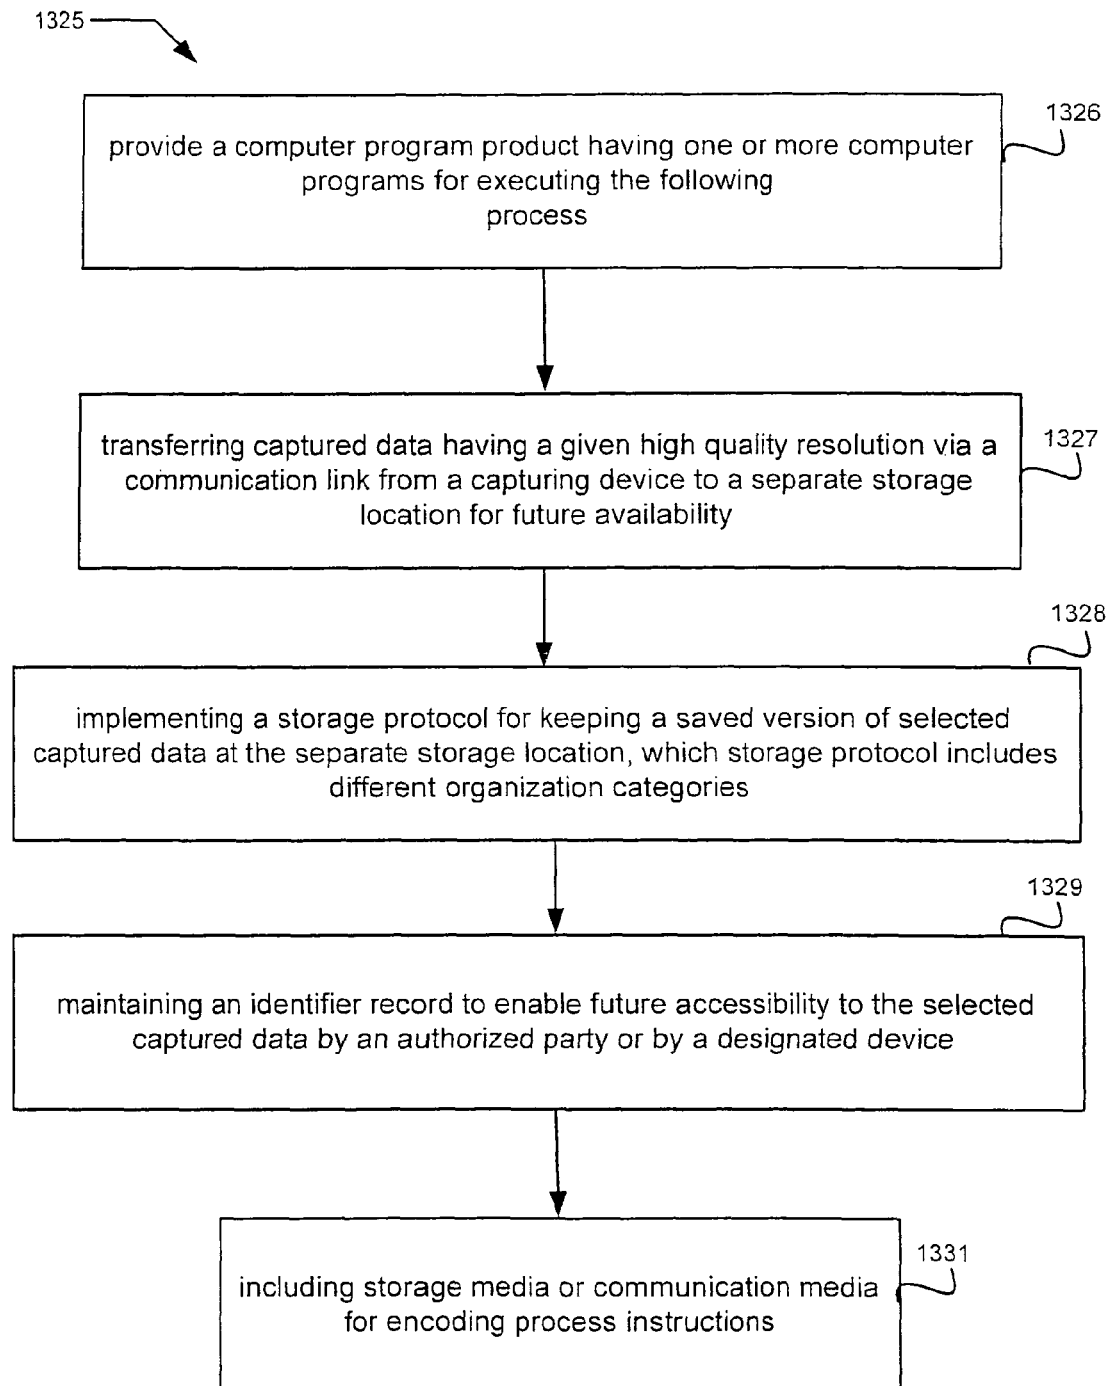 1325
1326
provide a computer program product having one or more computer
programs for executing the following
process
1327
transferring captured data having a given high quality resolution via a
communication link from a capturing device to a separate storage
location for future availability
1328
implementing a storage protocol for keeping a saved version of selected
captured data at the separate storage location, which storage protocol includes
different organization categories
1329
maintaining an identifier record to enable future accessibility to the selected
captured data by an authorized party or by a designated device
1331
including storage media or communication media
for encoding process instructions